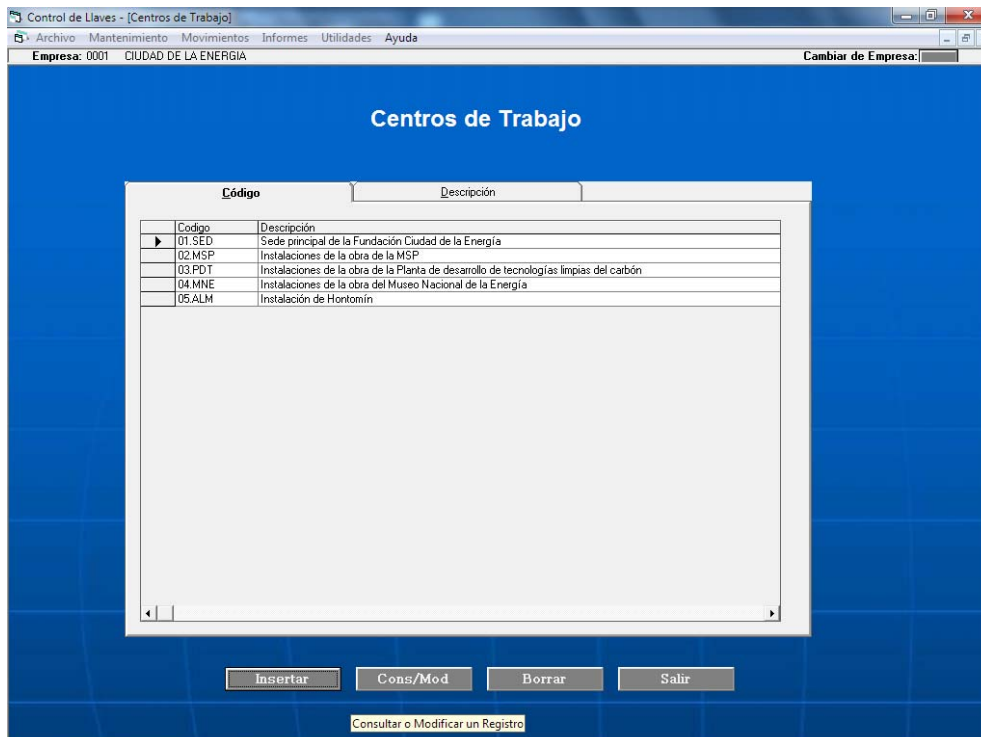 Control de Llaves - [Centros de Trabajo]
Archivo Mantenimiento Movimientos Informes Utilidades Ayuda
Empresa: 0001 CIUDAD DE LA ENERGIA Cambiar de Empresa:
Centros de Trabajo
Código Descripción
Codigo Descripción
01.SED Sede principal de la Fundación Ciudad de la Energía
02.MSP Instalaciones de la obra de la MSP
03.PDT Instalaciones de la obra de la Planta de desarrollo de tecnologías limpias del carbón
04.MNE Instalaciones de la obra del Museo Nacional de la Energía
05.ALM Instalación de Hontomín
Insertar Cons/Mod Borrar Salir
Consultar o Modificar un Registro